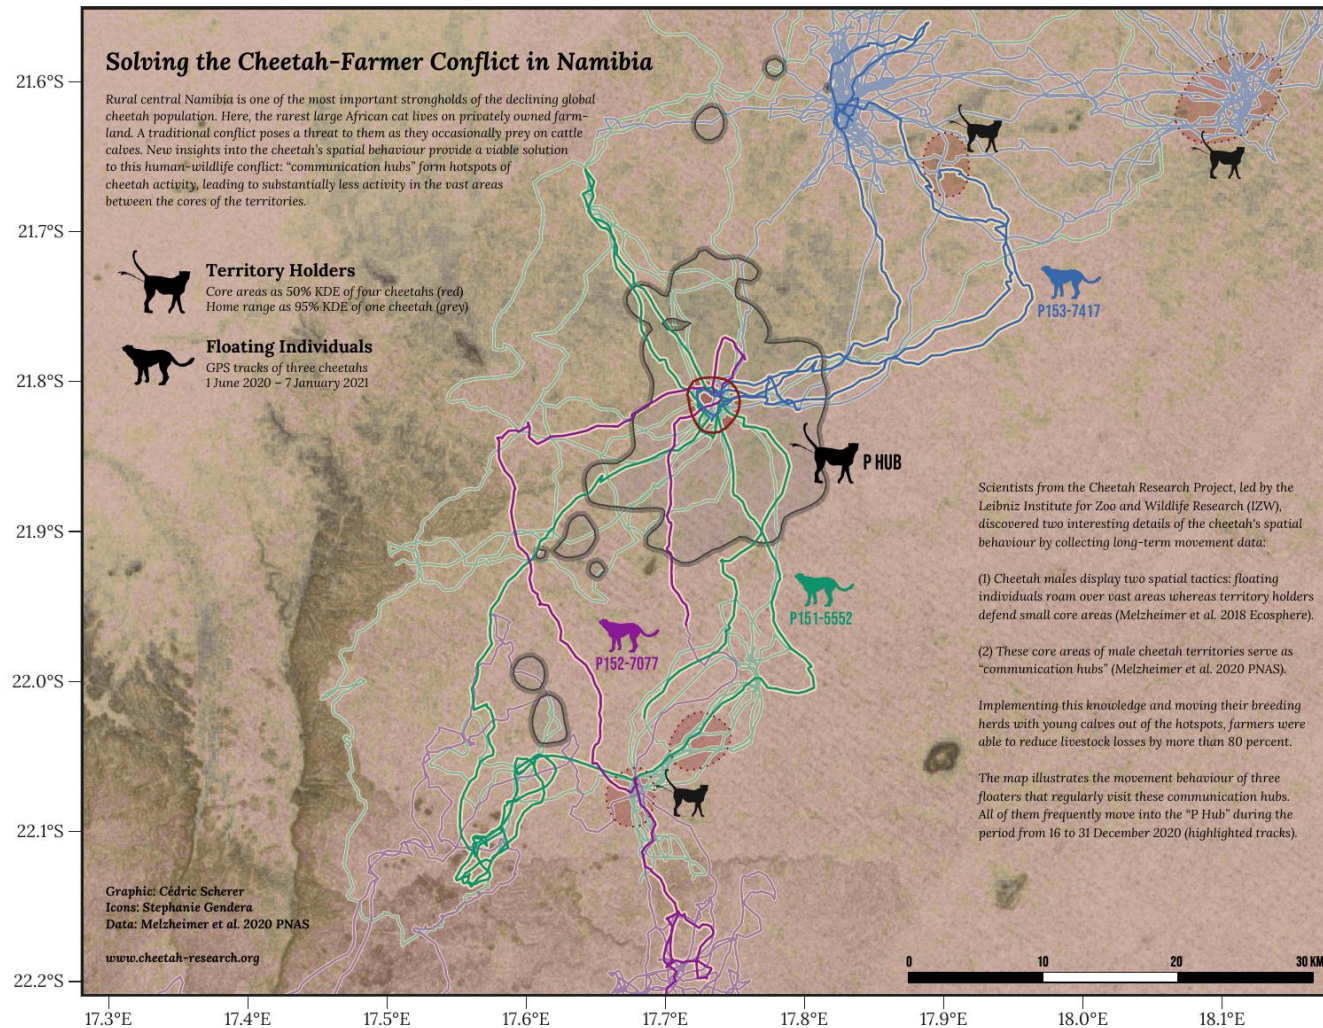 Solving the Cheetah-Farmer Conflict in Namibia
Rural central Namibia is one of the most important strongholds of the declining global
cheetah population. Here, the rarest large African cat lives on privately owned farm-
land. A traditional conflict poses a threat to them as they occasionally prey on cattle
calves. New insights into the cheetah's spatial behaviour provide a viable solution
to this human-wildlife conflict: “communication hubs” form hotspots of
cheetah activity, leading to substantially less activity in the vast areas
between the cores of the territories.
Territory Holders
Core areas as 50% KDE of four cheetahs (red)
Home range as 95% KDE of one cheetah (grey)
Floating Individuals
GPS tracks of three cheetahs
1 June 2020 – 7 January 2021
P153-7417
P HUB
P151-5552
P152-7077
Scientists from the Cheetah Research Project, led by the
Leibniz Institute for Zoo and Wildlife Research (IZW),
discovered two interesting details of the cheetah's spatial
behaviour by collecting long-term movement data:
(1) Cheetah males display two spatial tactics: floating
individuals roam over vast areas whereas territory holders
defend small core areas (Melzheimer et al. 2018 Ecosphere).
(2) These core areas of male cheetah territories serve as
“communication hubs” (Melzheimer et al. 2020 PNAS).
Implementing this knowledge and moving their breeding
herds with young calves out of the hotspots, farmers were
able to reduce livestock losses by more than 80 percent.
The map illustrates the movement behaviour of three
floaters that regularly visit these communication hubs.
All of them frequently move into the “P Hub” during the
period from 16 to 31 December 2020 (highlighted tracks).
Graphic: Cédric Scherer
Icons: Stephanie Gendera
Data: Melzheimer et al. 2020 PNAS
www.cheetah-research.org
0 10 20 30 KM
21.6°S
21.7°S
21.8°S
21.9°S
22.0°S
22.1°S
22.2°S
17.3°E 17.4°E 17.5°E 17.6°E 17.7°E 17.8°E 17.9°E 18.0°E 18.1°E